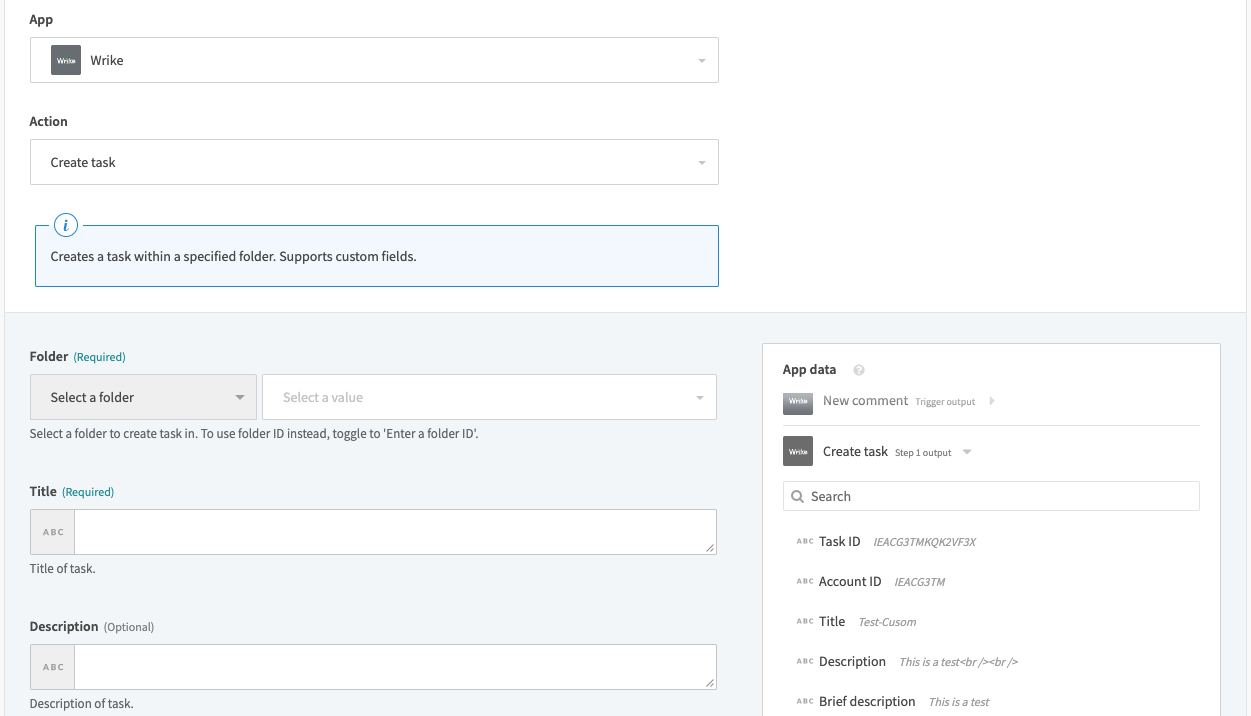 App
Wrike Wrike
Action
Create task
i
Creates a task within a specified folder. Supports custom fields.
Folder (Required)
Select a folder Select a value
Select a folder to create task in. To use folder ID instead, toggle to 'Enter a folder ID'.
Title (Required)
ABC
Title of task.
Description (Optional)
ABC
Description of task.
App data ?
Wrike New comment Trigger output
Wrike Create task Step 1 output
Search
ABC Task ID IEACG3TMKQK2VF3X
ABC Account ID IEACG3TM
ABC Title Test-Cusom
ABC Description This is a test<br /><br />
ABC Brief description This is a test